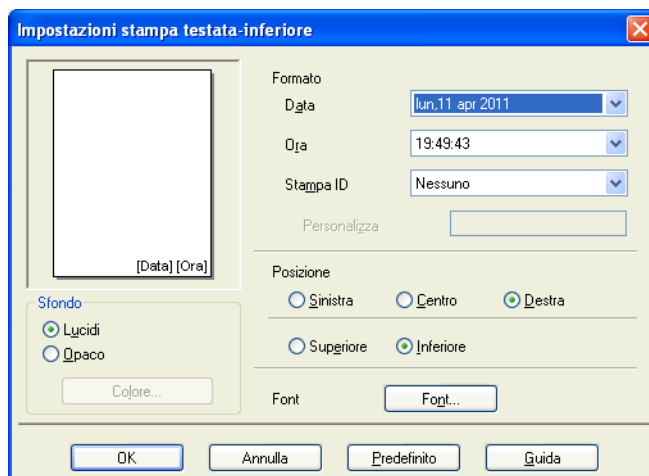 Impostazioni stampa testata-inferiore
Formato
Data lun,11 apr 2011
Ora 19:49:43
Stampa ID Nessuno
Personalizza
[Data] [Ora]
Posizione
Sinistra Centro Destra
Sfondo
Lucidi
Opaco
Colore...
Superiore Inferiore
Font Font...
OK Annulla Predefinito Guida